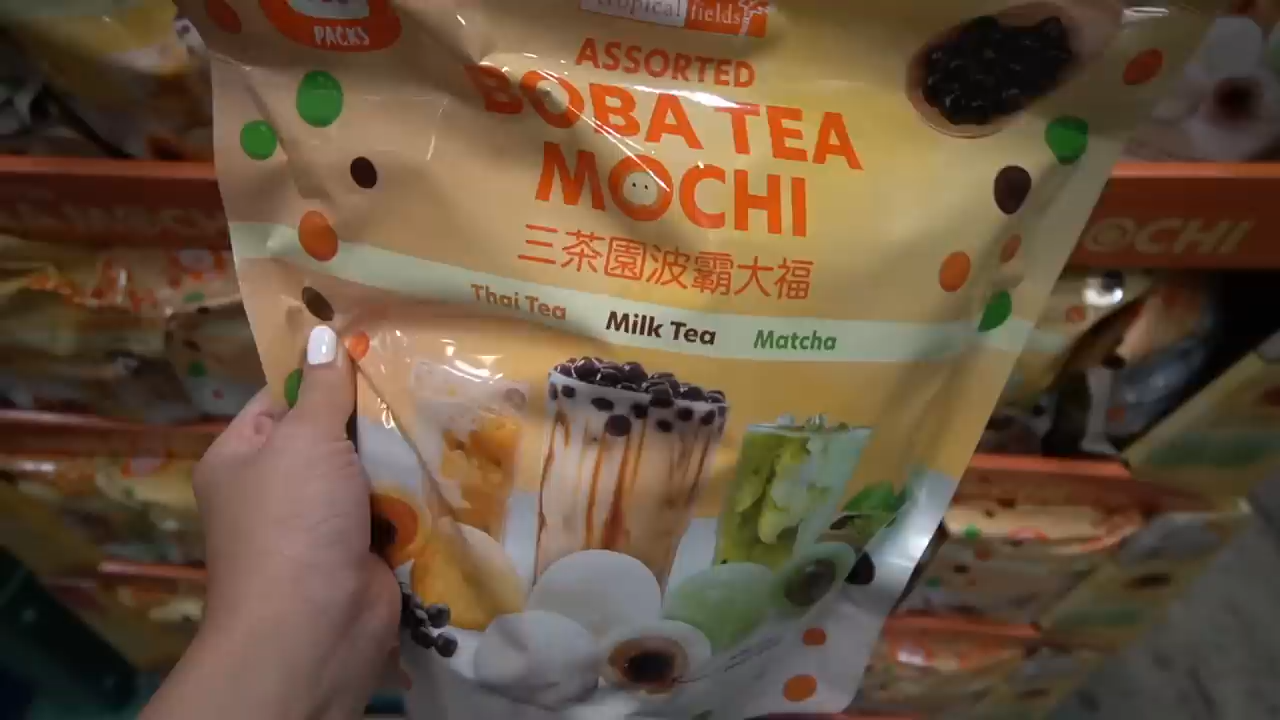 PACKS
tropical fields
ASSORTED
BOBA TEA
MOCHI
三茶園波霸大福
Thai Tea Milk Tea Matcha
OCHI